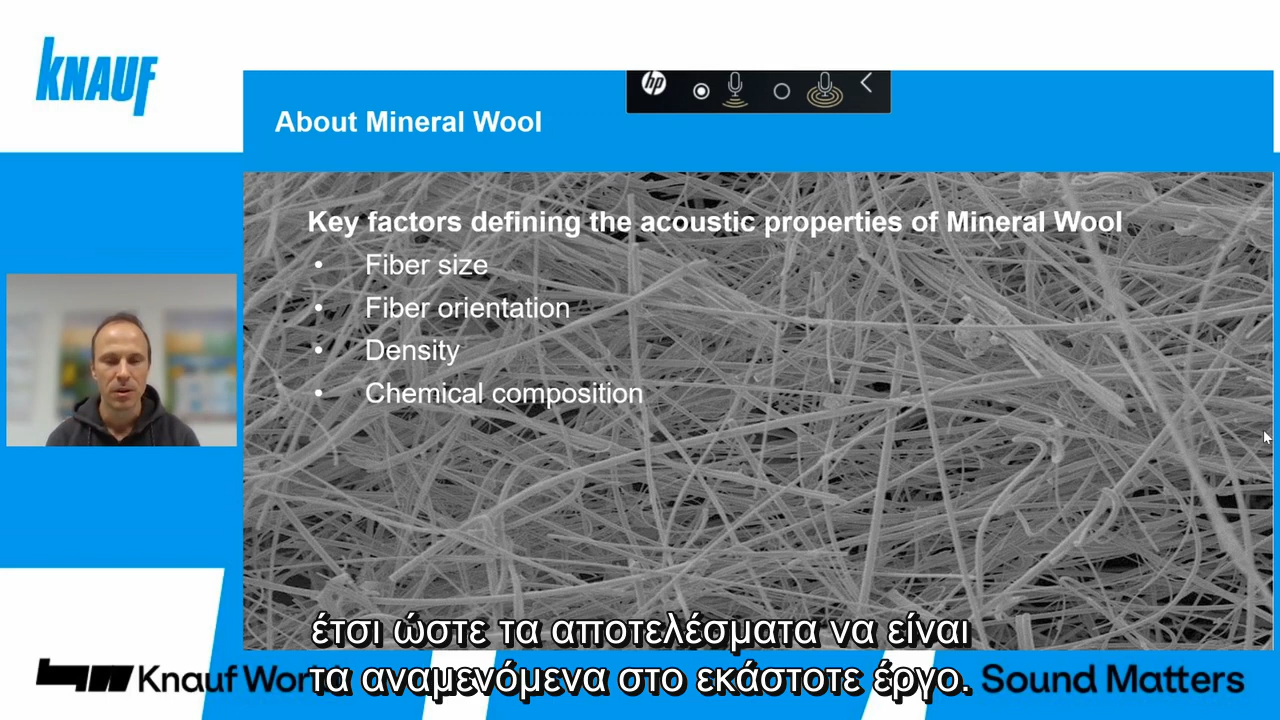 KNAUF
hp
About Mineral Wool
Key factors defining the acoustic properties of Mineral Wool
• Fiber size
• Fiber orientation
• Density
• Chemical composition
έτσι ώστε τα αποτελέσματα να είναι
τα αναμενόμενα στο εκάστοτε έργο.
Knauf
Sound Matters